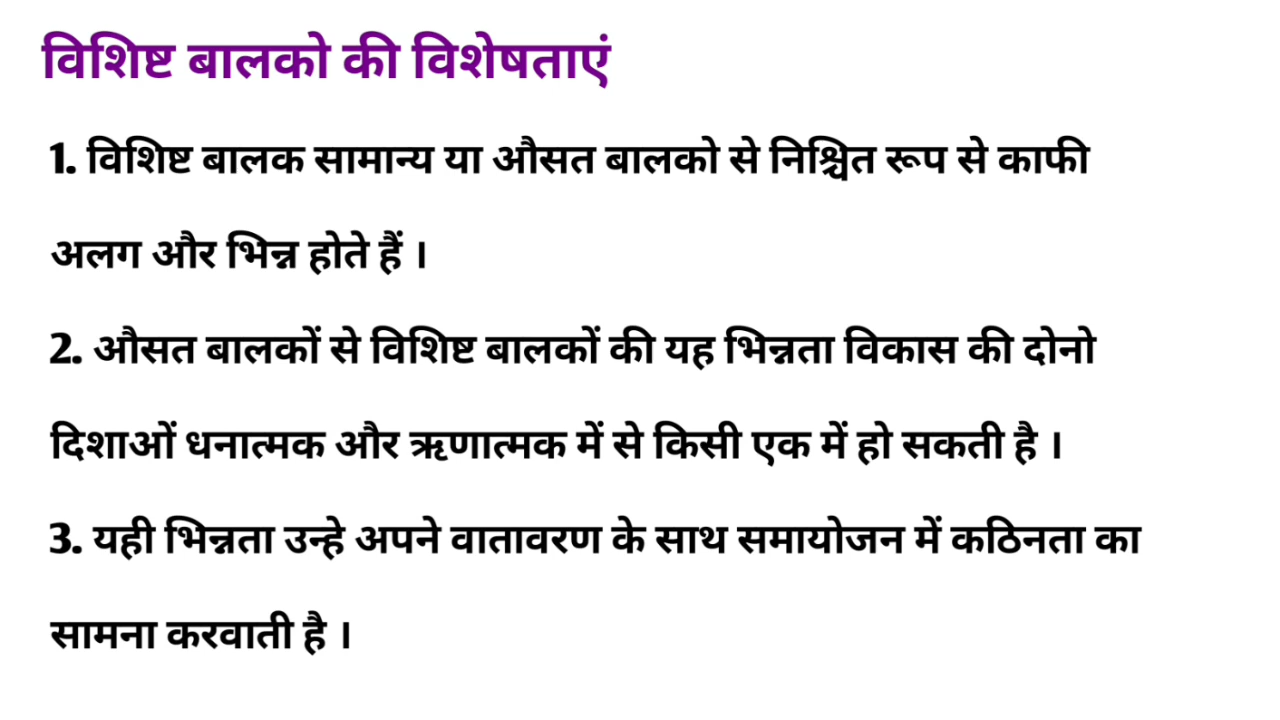 विशिष्ट बालको की विशेषताएं
1. विशिष्ट बालक सामान्य या औसत बालको से निश्चित रूप से काफी
अलग और भिन्न होते हैं ।
2. औसत बालकों से विशिष्ट बालकों की यह भिन्नता विकास की दोनो
दिशाओं धनात्मक और ऋणात्मक में से किसी एक में हो सकती है ।
3. यही भिन्नता उन्हे अपने वातावरण के साथ समायोजन में कठिनता का
सामना करवाती है ।